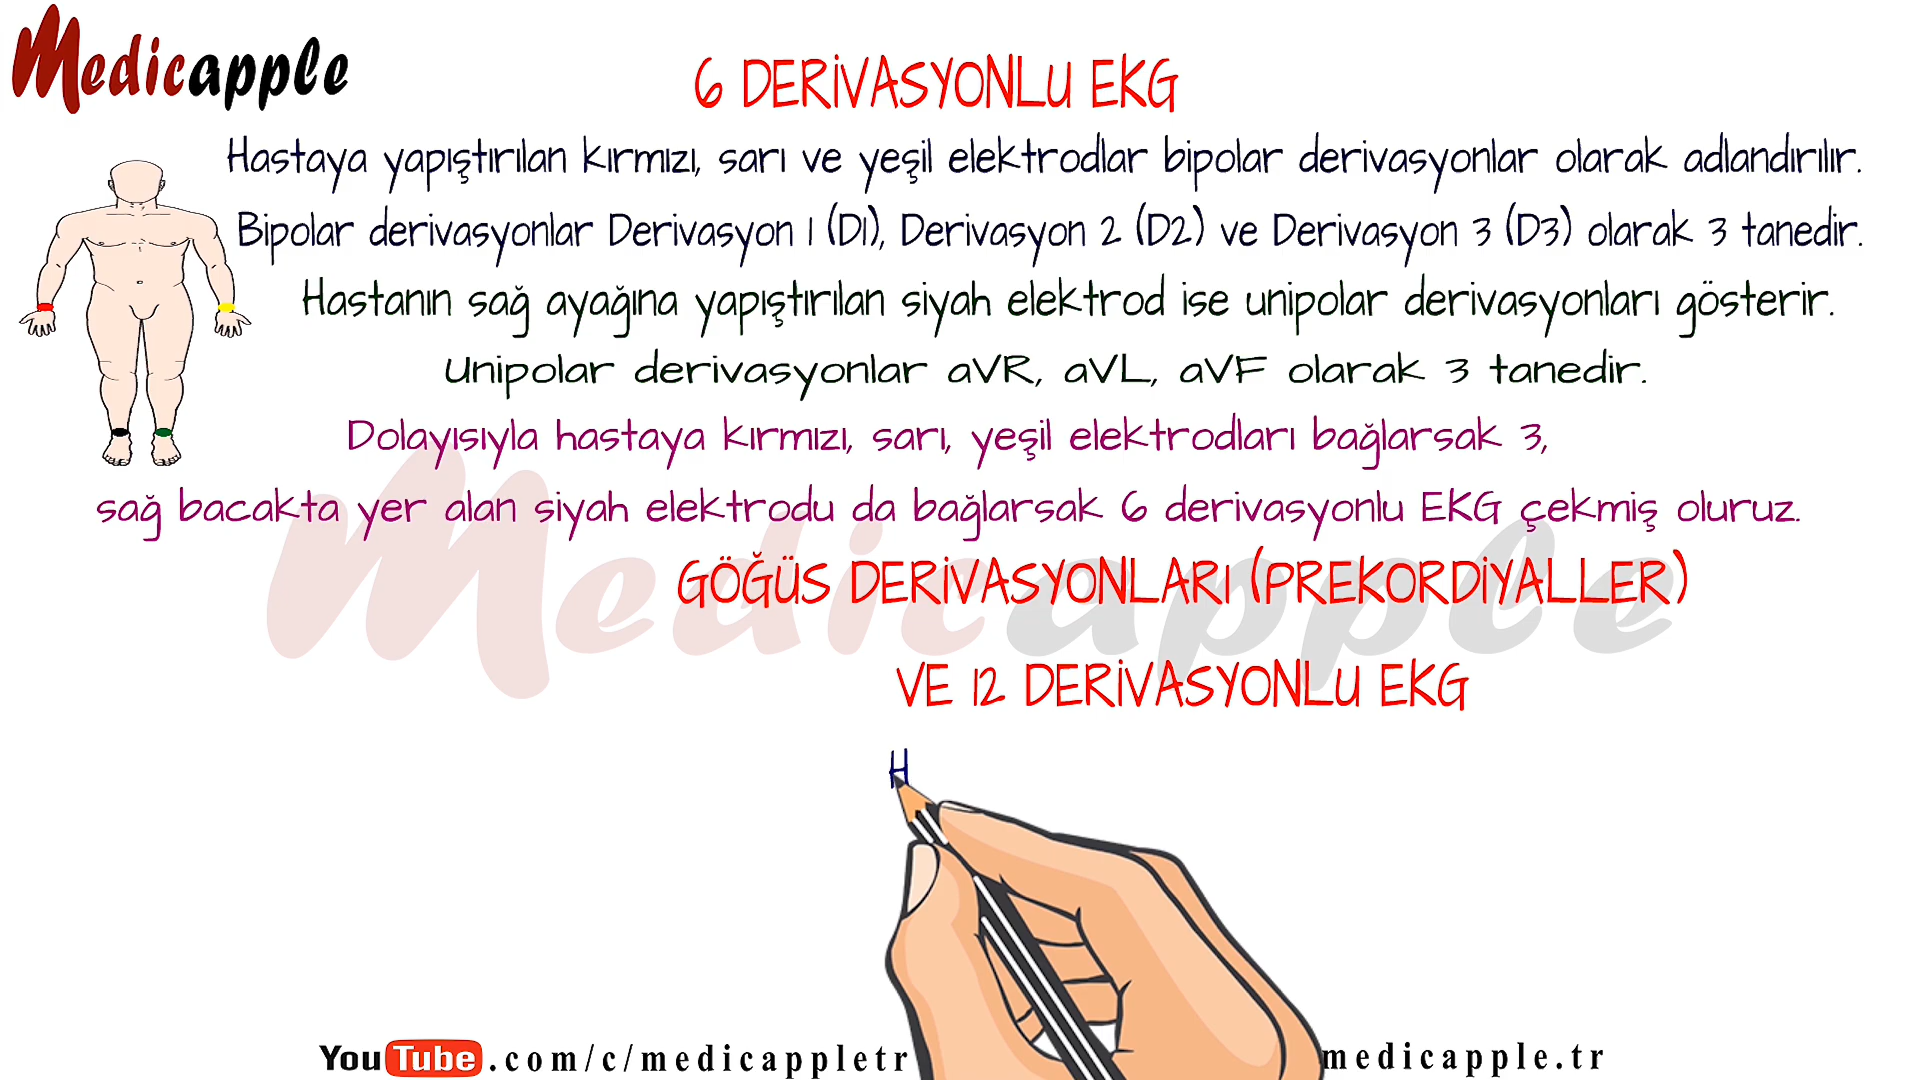 Medicapple
6 DERİVASYONLU EKG
Hastaya yapıştırılan kırmızı, sarı ve yeşil elektrodlar bipolar derivasyonlar olarak adlandırılır.
Bipolar derivasyonlar Derivasyon 1 (D1), Derivasyon 2 (D2) ve Derivasyon 3 (D3) olarak 3 tanedir.
Hastanın sağ ayağına yapıştırılan siyah elektrod ise unipolar derivasyonları gösterir.
Unipolar derivasyonlar aVR, aVL, aVF olarak 3 tanedir.
Dolayısıyla hastaya kırmızı, sarı, yeşil elektrodları bağlarsak 3,
sağ bacakta yer alan siyah elektrodu da bağlarsak 6 derivasyonlu EKG çekmiş oluruz.
Medicapple
GÖĞÜS DERİVASYONLARI (PREKORDİYALLER)
VE 12 DERİVASYONLU EKG
H
YouTube.com/c/medicappletr
medicapple.tr